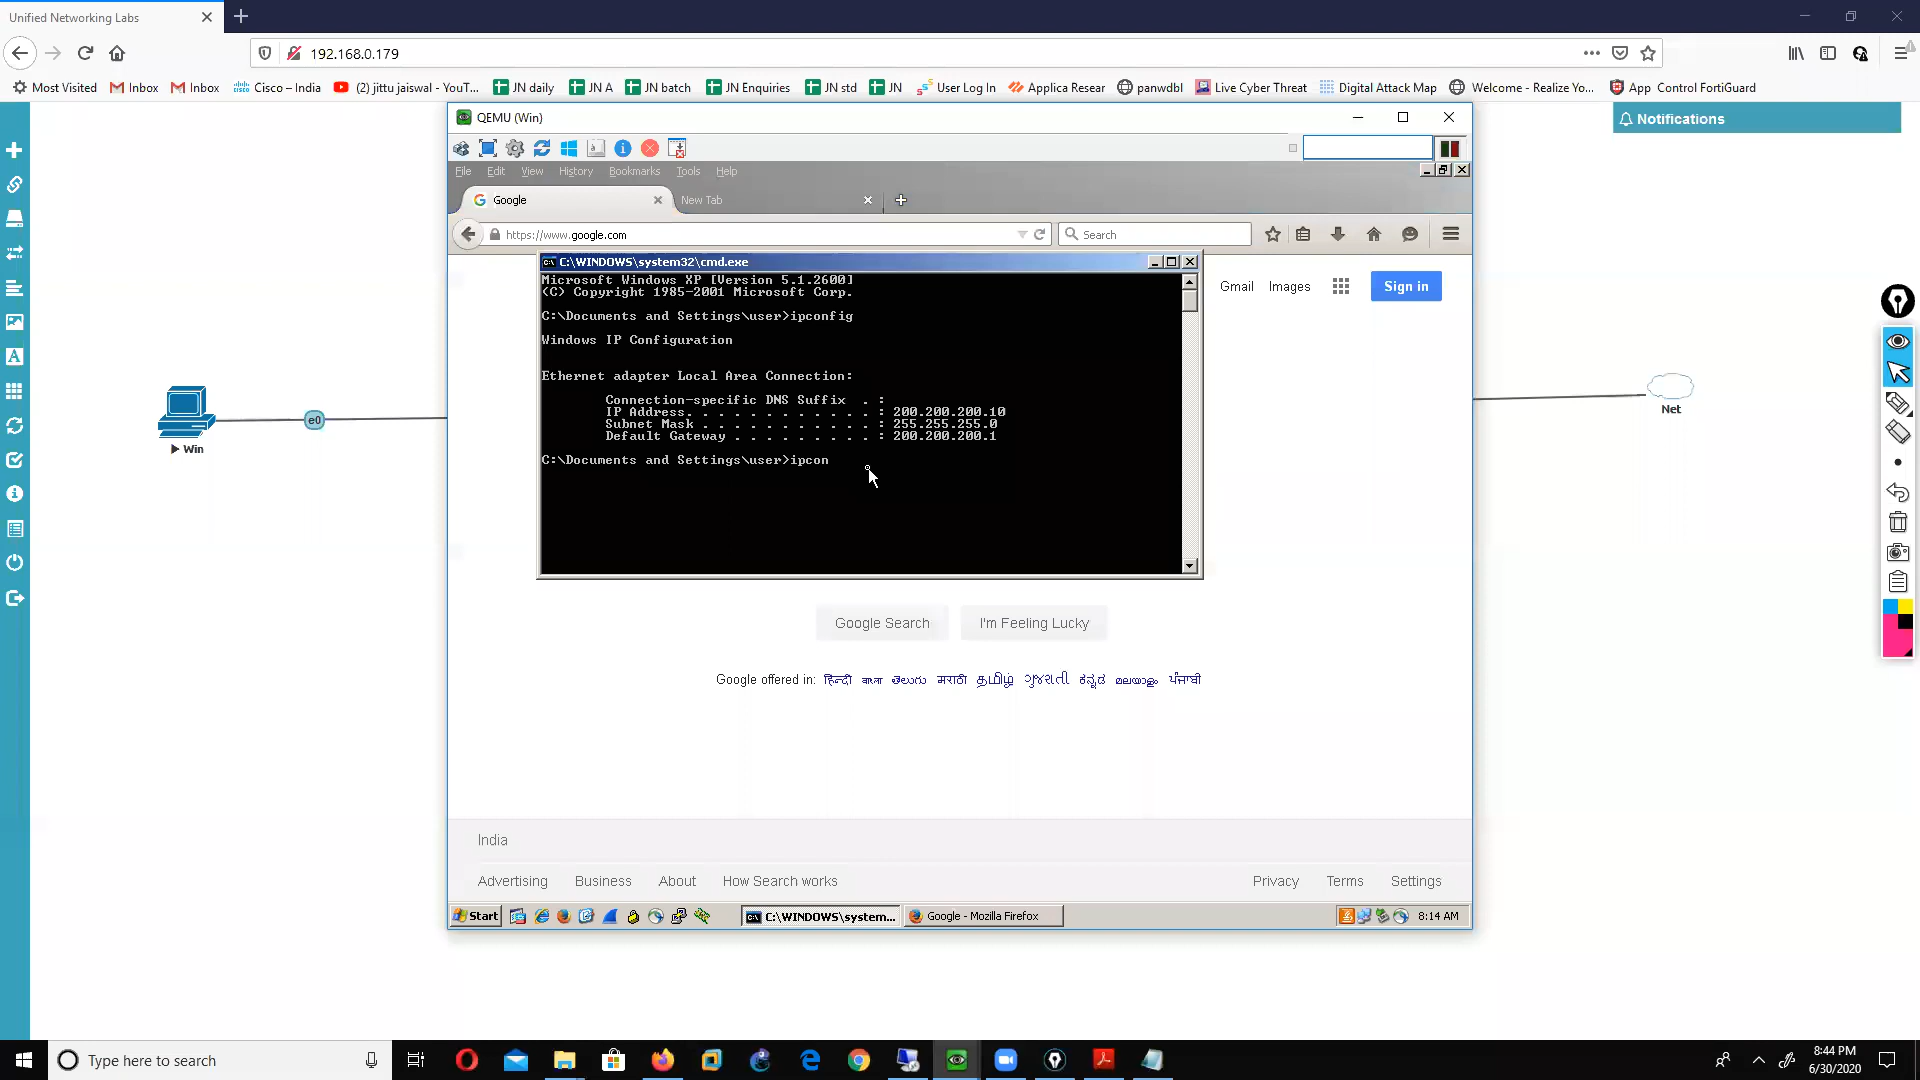 Unified Networking Labs
192.168.0.179
Most Visited
Inbox
Inbox
Cisco – India
(2) jittu jaiswal - YouT...
JN daily
JN A
JN batch
JN Enquiries
JN std
JN
User Log In
Applica Resear
panwdbl
Live Cyber Threat
Digital Attack Map
Welcome - Realize Yo...
App Control FortiGuard
Notifications
QEMU (Win)
File Edit View History Bookmarks Tools Help
Google
New Tab
https://www.google.com
Search
C:\WINDOWS\system32\cmd.exe
Microsoft Windows XP [Version 5.1.2600]
(C) Copyright 1985-2001 Microsoft Corp.
C:\Documents and Settings\user>ipconfig
Windows IP Configuration
Ethernet adapter Local Area Connection:
Connection-specific DNS Suffix . :
IP Address. . . . . . . . . . . . : 200.200.200.10
Subnet Mask . . . . . . . . . . . : 255.255.255.0
Default Gateway . . . . . . . . . : 200.200.200.1
C:\Documents and Settings\user>ipcon
Gmail Images
Sign in
Win
e0
Net
Google Search
I'm Feeling Lucky
Google offered in: हिन्दी বাংলা తెలుగు मराठी தமிழ் ગુજરાતી ಕನ್ನಡ മലയാളം ਪੰਜਾਬੀ
India
Advertising Business About How Search works
Privacy Terms Settings
Start
C:\WINDOWS\system...
Google - Mozilla Firefox
8:14 AM
Type here to search
8:44 PM
6/30/2020